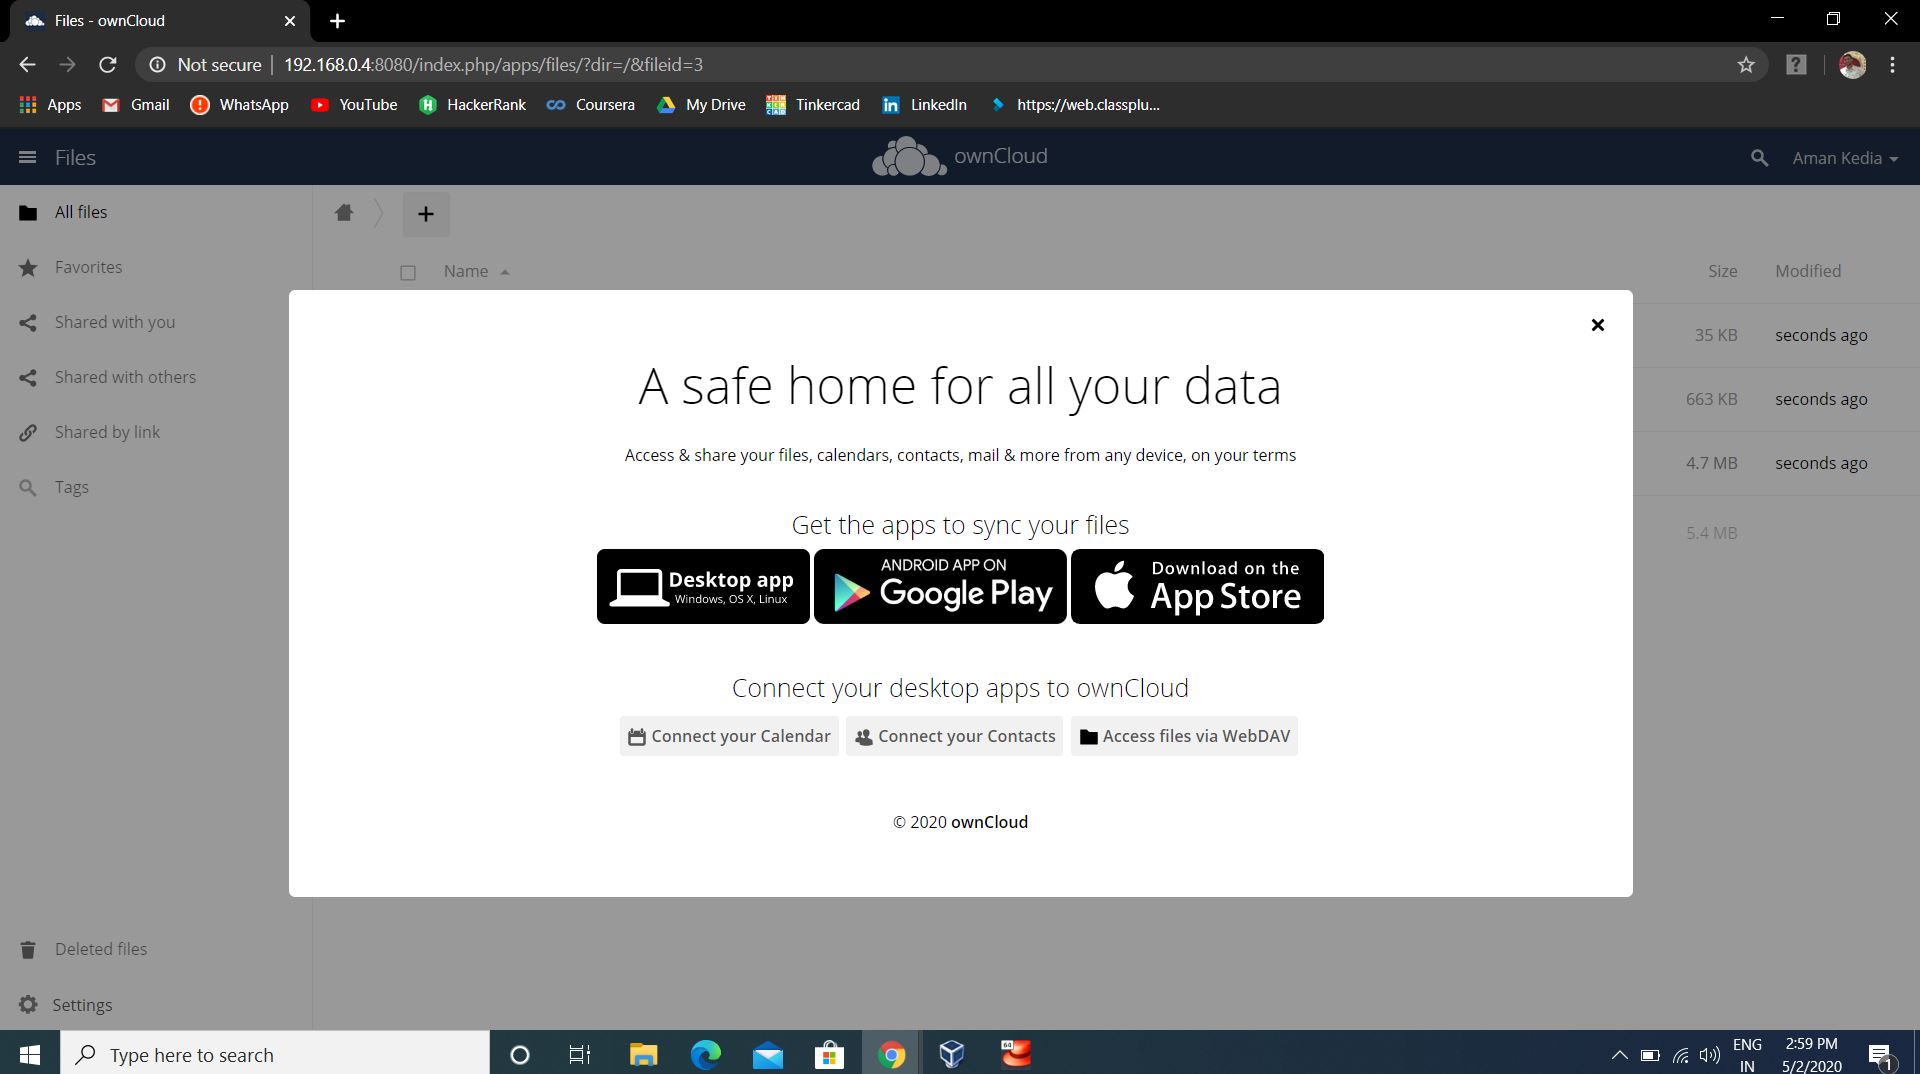 Files - ownCloud
Not secure 192.168.0.4:8080/index.php/apps/files/?dir=/&fileid=3
Apps Gmail WhatsApp YouTube HackerRank Coursera My Drive Tinkercad LinkedIn https://web.classplu...
Files ownCloud Aman Kedia
All files
Favorites
Shared with you
Shared with others
Shared by link
Tags
Deleted files
Settings
Name Size Modified
35 KB seconds ago
663 KB seconds ago
4.7 MB seconds ago
5.4 MB
A safe home for all your data
Access & share your files, calendars, contacts, mail & more from any device, on your terms
Get the apps to sync your files
Desktop app
Windows, OS X, Linux
ANDROID APP ON
Google Play
Download on the
App Store
Connect your desktop apps to ownCloud
Connect your Calendar Connect your Contacts Access files via WebDAV
© 2020 ownCloud
Type here to search
64
ENG
IN
2:59 PM
5/2/2020
1